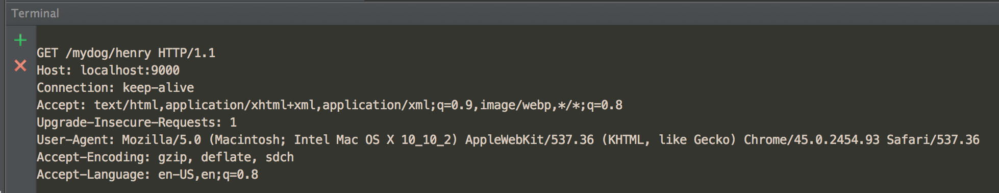 Terminal
GET /mydog/henry HTTP/1.1
Host: localhost:9000
Connection: keep-alive
Accept: text/html,application/xhtml+xml,application/xml;q=0.9,image/webp,*/*;q=0.8
Upgrade-Insecure-Requests: 1
User-Agent: Mozilla/5.0 (Macintosh; Intel Mac OS X 10_10_2) AppleWebKit/537.36 (KHTML, like Gecko) Chrome/45.0.2454.93 Safari/537.36
Accept-Encoding: gzip, deflate, sdch
Accept-Language: en-US,en;q=0.8